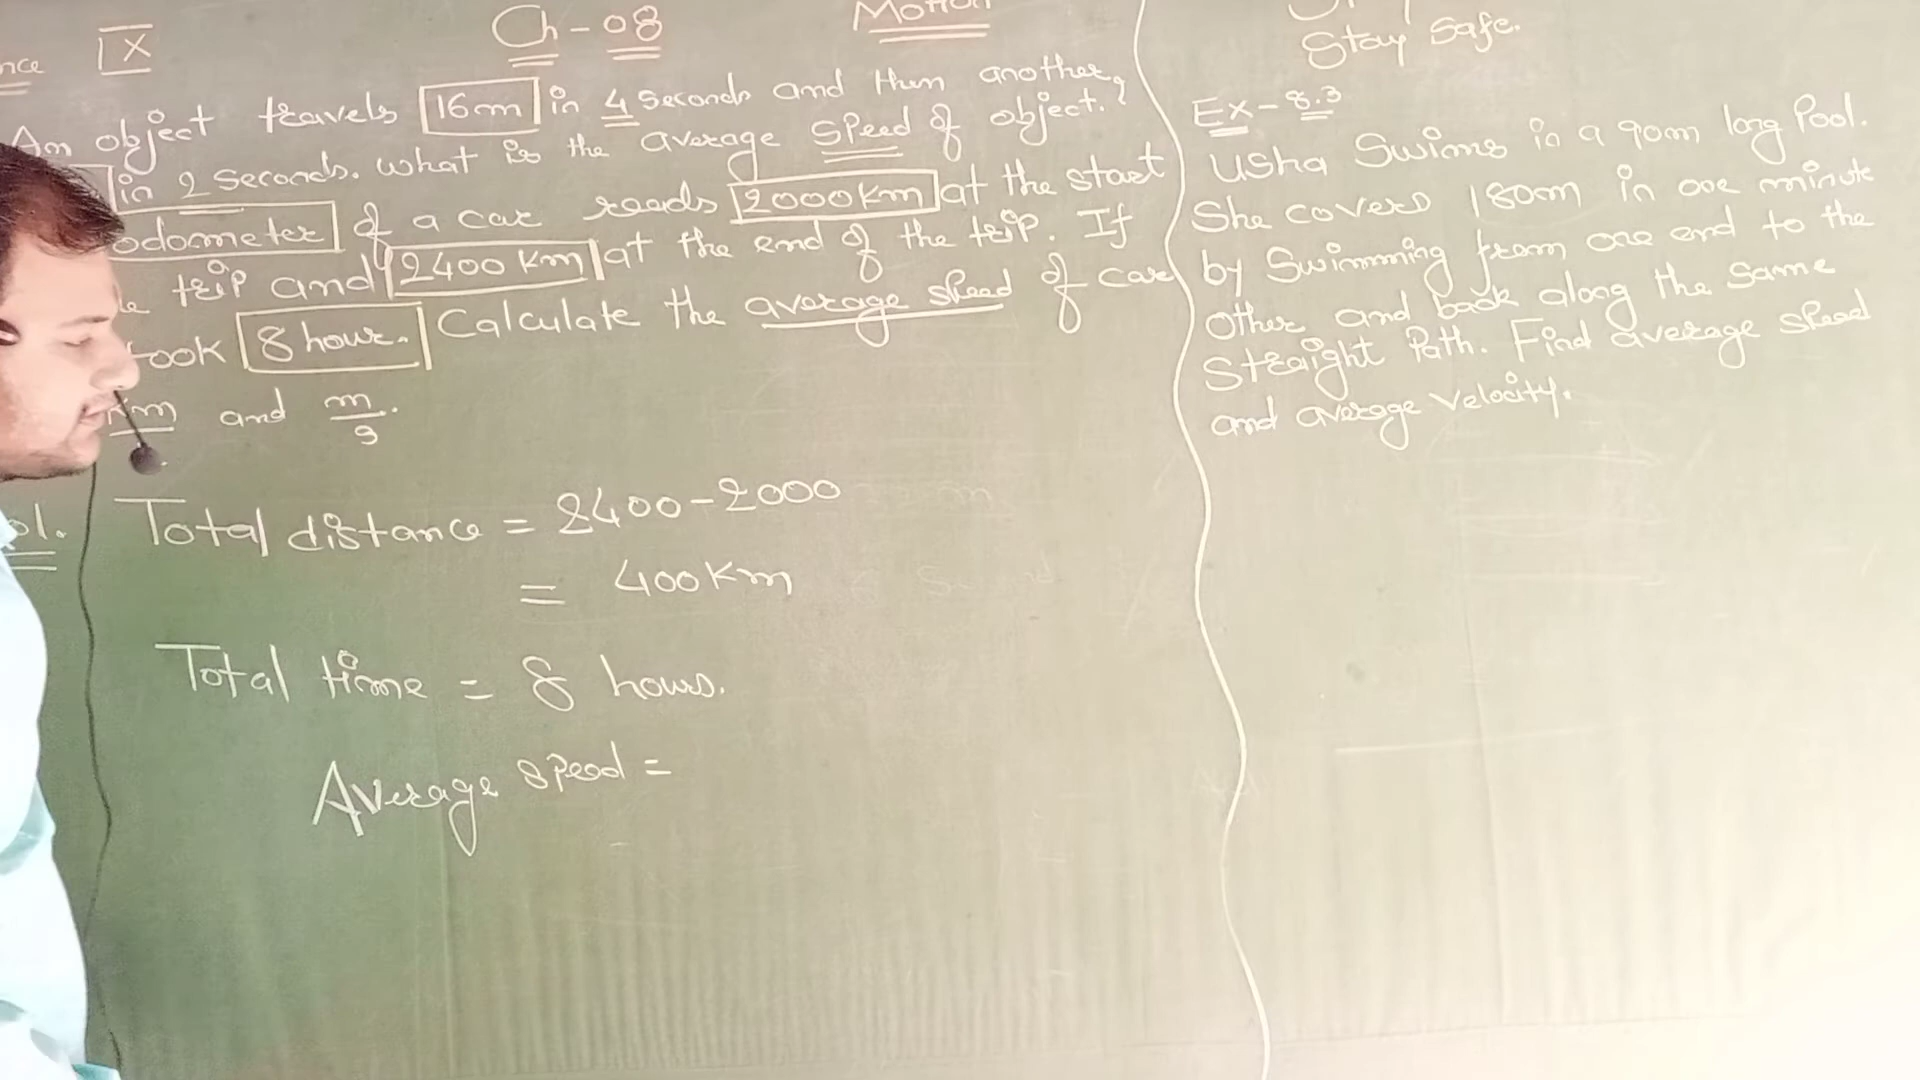 IX
Ch-08
Motion
An object travels 16m in 4 seconds and then another
in 2 seconds. what is the average speed of object.?
odometer of a car reads 2000km at the start
trip and 2400 km at the end of the trip. If
took 8 hour. Calculate the average speed of car
km and m/s.
Total distance = 2400-2000
= 400 Km
Total time = 8 hours.
Average speed =
Stay safe.
Ex-8.3
Usha Swims in a 90m long Pool.
She covers 180m in one minute
by Swimming from one end to the
other and back along the same
straight Path. Find average speed
and average velocity.